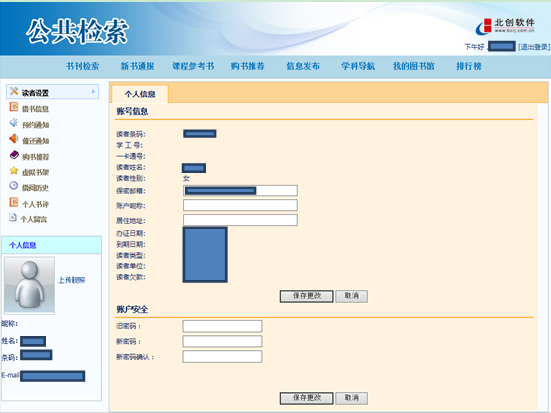 公共检索
北创软件
www.bcrj.com.cn
下午好， [退出登录]
书刊检索 新书通报 课程参考书 购书推荐 信息发布 学科导航 我的图书馆 排行榜
读者设置
借书信息
预约通知
催还通知
购书推荐
虚拟书架
借阅历史
个人书评
个人留言
个人信息
上传靓照
昵称：
姓名：
条码：
E-mail
个人信息
账号信息
读者条码：
学 工 号：
一卡通号：
读者姓名：
读者性别： 女
保密邮箱：
账户昵称：
居住地址：
办证日期：
到期日期：
读者类型：
读者单位：
读者欠款：
保存更改 取消
账户安全
旧密码：
新密码：
新密码确认：
保存更改 取消